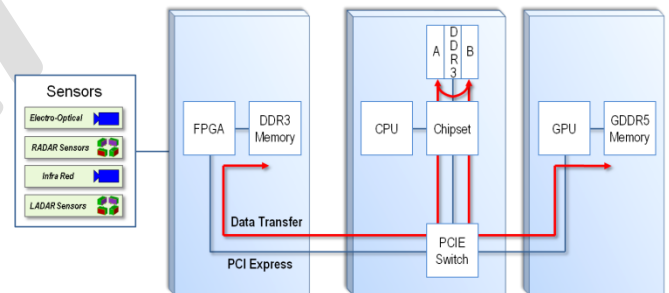 Sensors
Electro-Optical
RADAR Sensors
Infra Red
LADAR Sensors
FPGA
DDR3
Memory
Data Transfer
PCI Express
A
DDR3
B
CPU
Chipset
PCIE
Switch
GPU
GDDR5
Memory